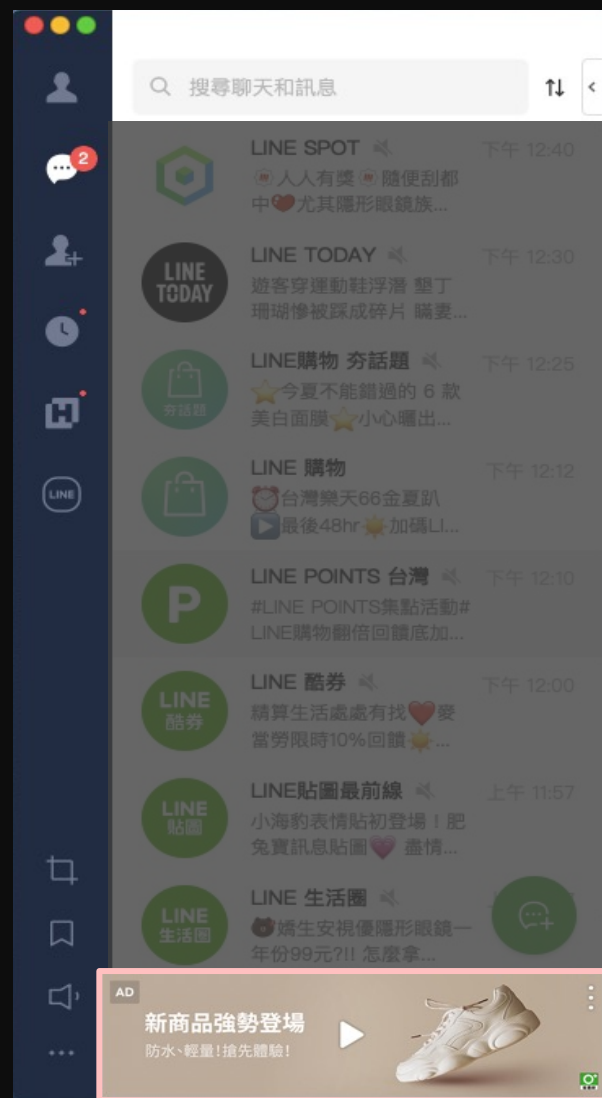 搜尋聊天和訊息
2
LINE SPOT
下午 12:40
人人有獎 隨便刮都
中❤️尤其隱形眼鏡族...
LINE TODAY
LINE TODAY
下午 12:30
遊客穿運動鞋浮潛 墾丁
珊瑚慘被踩成碎片 瞞妻...
夯話題
LINE購物 夯話題
下午 12:25
⭐今夏不能錯過的 6 款
美白面膜⭐小心曬出...
LINE
LINE 購物
下午 12:12
⏰台灣樂天66金夏趴
▶️最後48hr☀️加碼LI...
P
LINE POINTS 台灣
下午 12:10
#LINE POINTS集點活動#
LINE購物翻倍回饋底加...
LINE
酷券
LINE 酷券
下午 12:00
精算生活處處有找❤️愛
當勞限時10%回饋☀️...
LINE
貼圖
LINE貼圖最前線
上午 11:57
小海豹表情貼初登場！肥
兔寶訊息貼圖💗 盡情...
LINE
生活圈
LINE 生活圈
🐻嬌生安視優隱形眼鏡一
年份99元?!! 怎麼拿...
AD
新商品強勢登場
防水、輕量!搶先體驗!